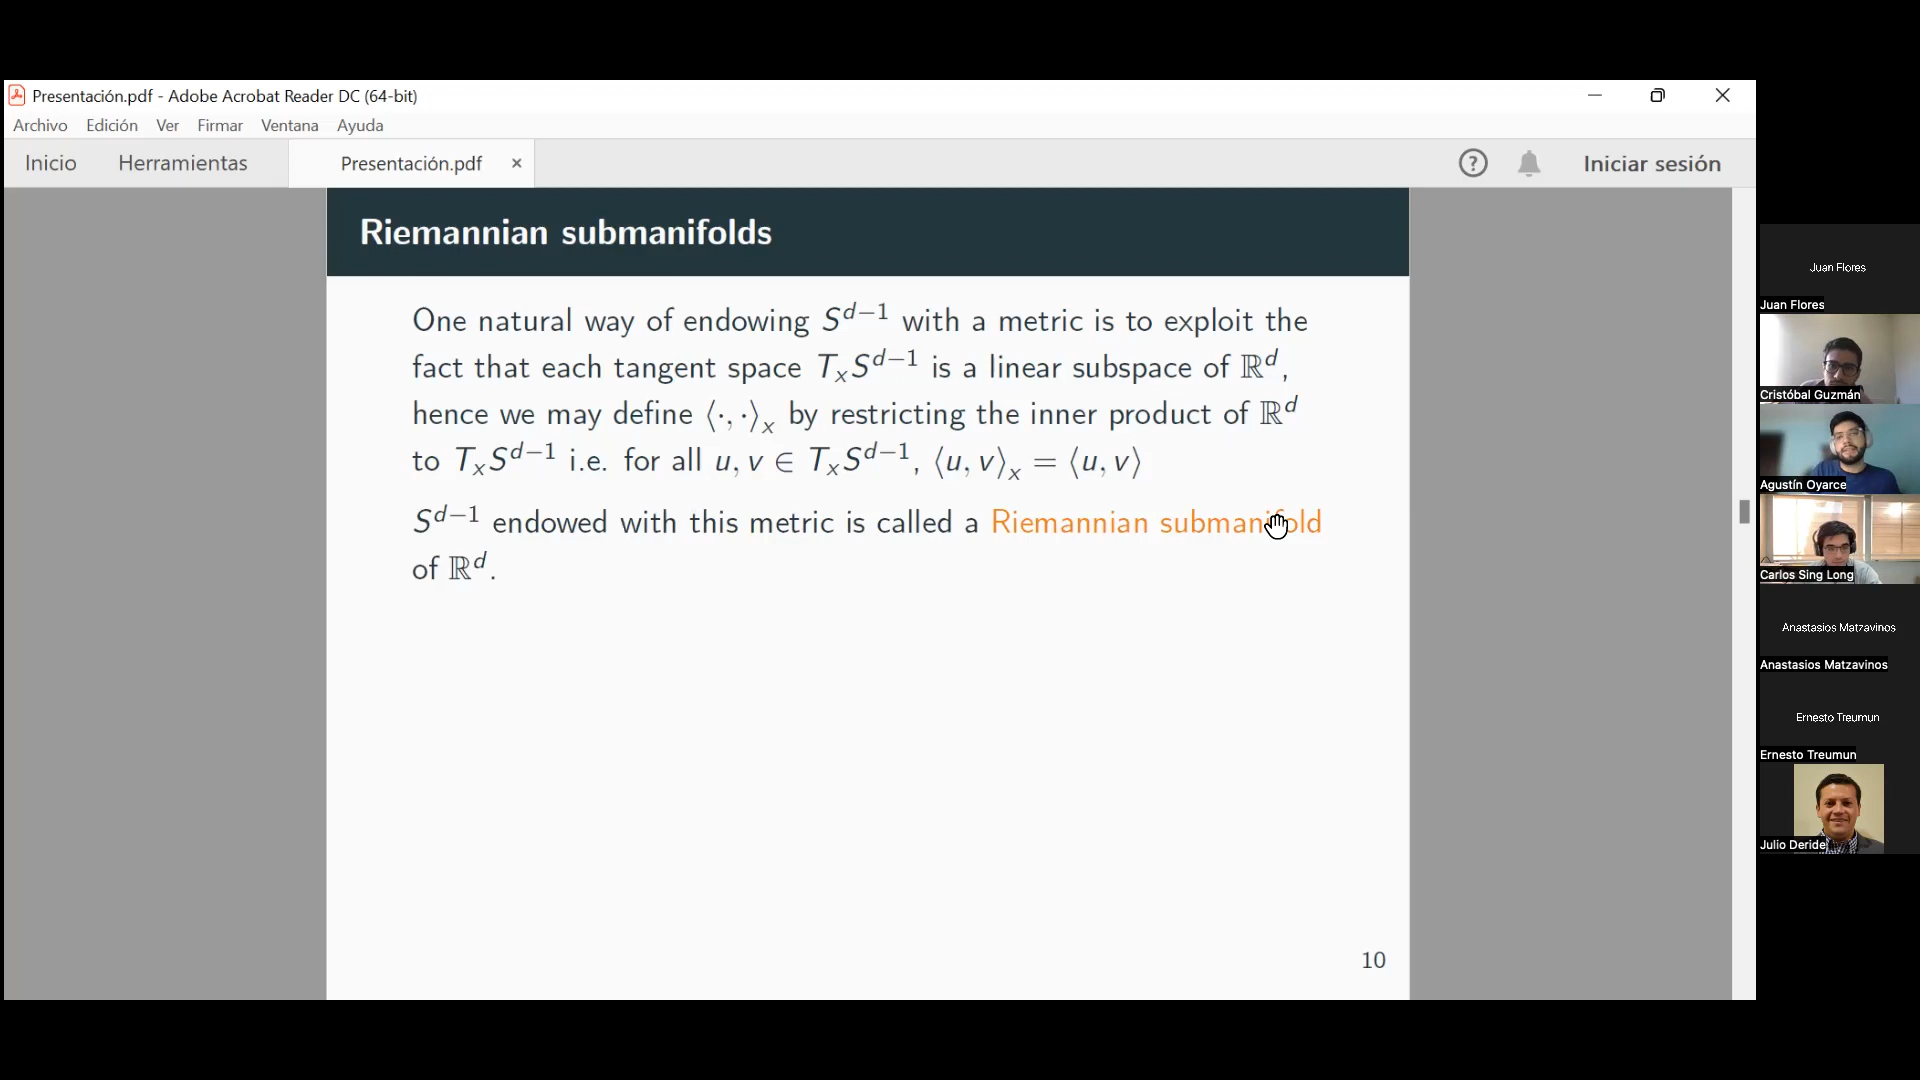 Presentación.pdf - Adobe Acrobat Reader DC (64-bit)
Archivo Edición Ver Firmar Ventana Ayuda
Inicio Herramientas Presentación.pdf × ? Iniciar sesión
Riemannian submanifolds
One natural way of endowing S^{d−1} with a metric is to exploit the
fact that each tangent space T_xS^{d−1} is a linear subspace of ℝ^d,
hence we may define ⟨·, ·⟩_x by restricting the inner product of ℝ^d
to T_xS^{d−1} i.e. for all u, v ∈ T_xS^{d−1}, ⟨u, v⟩_x = ⟨u, v⟩
S^{d−1} endowed with this metric is called a Riemannian submanifold
of ℝ^d.
10
Juan Flores
Juan Flores
Cristóbal Guzmán
Agustín Oyarce
Carlos Sing Long
Anastasios Matzavinos
Anastasios Matzavinos
Ernesto Treumun
Ernesto Treumun
Julio Deride